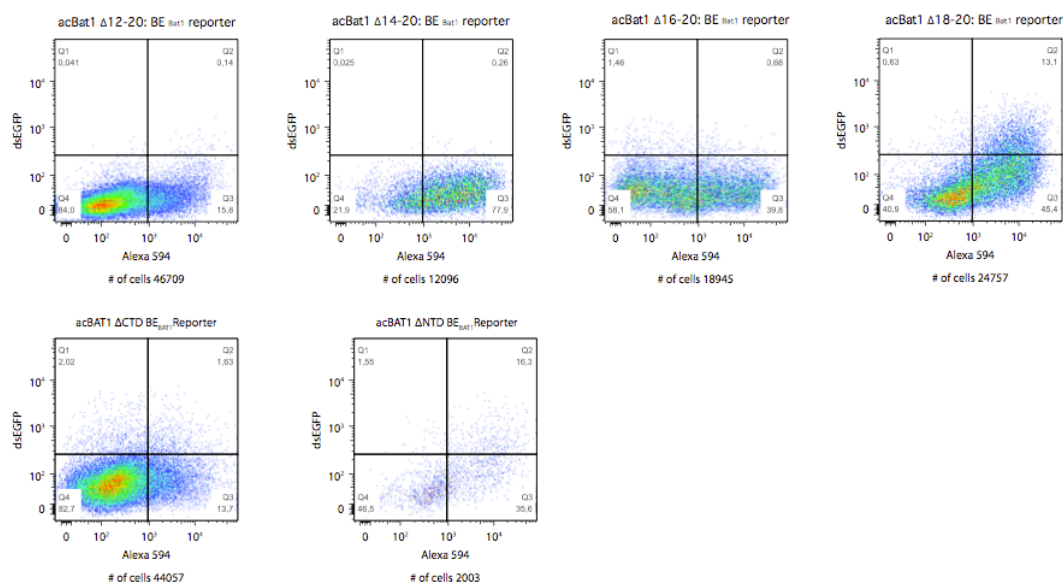 acBat1 Δ12-20: BE Bat1 reporter
Q1
0,041
Q2
0,14
10⁴
10³
10²
0
dsEGFP
Q4
84,0
Q3
15,8
0 10² 10³ 10⁴
Alexa 594
# of cells 46709
acBat1 Δ14-20: BE Bat1 reporter
Q1
0,025
Q2
0,26
10⁴
10³
10²
0
dsEGFP
Q4
21,9
Q3
77,9
0 10² 10³ 10⁴
Alexa 594
# of cells 12096
acBat1 Δ16-20: BE Bat1 reporter
Q1
1,46
Q2
0,68
10⁴
10³
10²
0
dsEGFP
Q4
58,1
Q3
39,8
0 10² 10³ 10⁴
Alexa 594
# of cells 18945
acBat1 Δ18-20: BE Bat1 reporter
Q1
0,63
Q2
13,1
10⁴
10³
10²
0
dsEGFP
Q4
40,9
Q3
45,4
0 10² 10³ 10⁴
Alexa 594
# of cells 24757
acBAT1 ΔCTD BE BAT1 Reporter
Q1
2,02
Q2
1,63
10⁴
10³
10²
0
dsEGFP
Q4
82,7
Q3
13,7
0 10² 10³ 10⁴
Alexa 594
# of cells 44057
acBAT1 ΔNTD BE BAT1 Reporter
Q1
1,55
Q2
16,3
10⁴
10³
10²
0
dsEGFP
Q4
46,5
Q3
35,6
0 10² 10³ 10⁴
Alexa 594
# of cells 2003